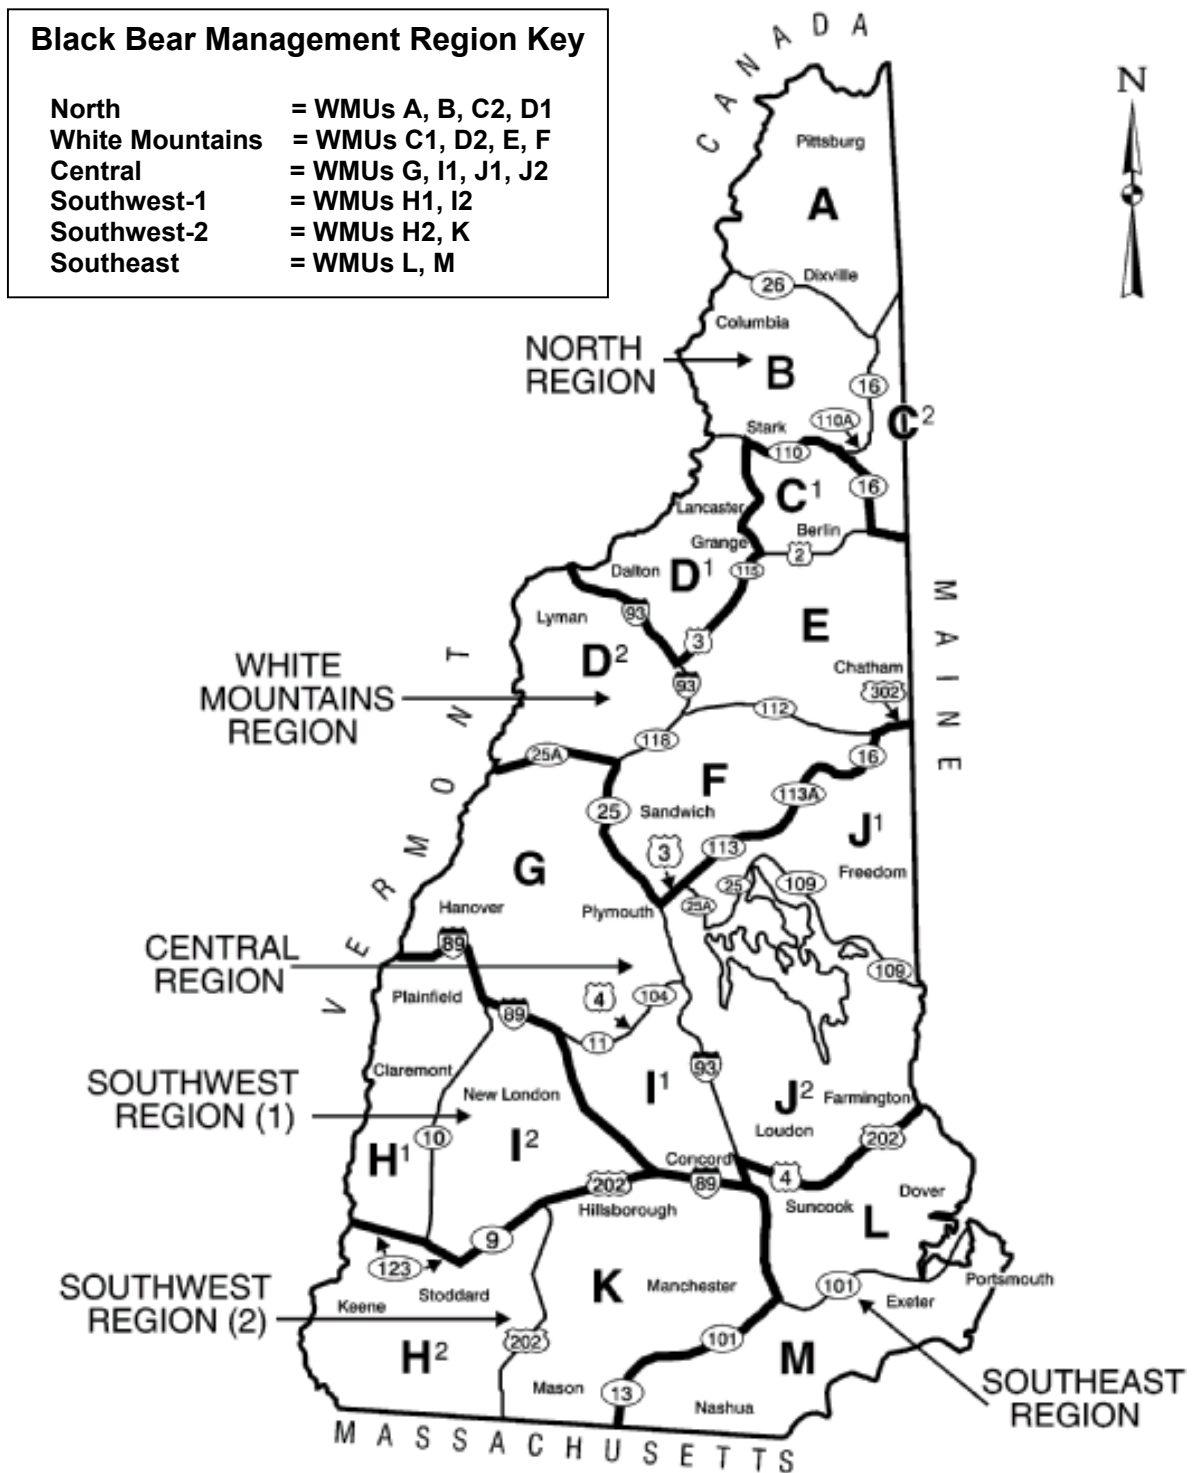 Black Bear Management Region Key
North = WMUs A, B, C2, D1
White Mountains = WMUs C1, D2, E, F
Central = WMUs G, I1, J1, J2
Southwest-1 = WMUs H1, I2
Southwest-2 = WMUs H2, K
Southeast = WMUs L, M
CANADA
N
Pittsburg
A
Dixville
26
Columbia
NORTH
REGION
B
16
C2
110A
Stark
110
16
C1
Lancaster
Berlin
Grange
2
Dalton
D1
115
MAINE
Lyman
93
3
E
D2
Chatham
302
WHITE
MOUNTAINS
REGION
93
112
118
25A
16
F
113A
25
Sandwich
J1
3
113
Freedom
G
25
109
Hanover
Plymouth
25A
VERMONT
89
CENTRAL
REGION
109
Plainfield
4
104
89
11
93
Claremont
SOUTHWEST
REGION (1)
New London
I1
J2
Farmington
10
Loudon
202
H1
I2
Concord
202
89
4
Dover
Hillsborough
Suncook
L
9
123
SOUTHWEST
REGION (2)
Stoddard
K
Manchester
101
Portsmouth
Exeter
Keene
202
101
H2
M
SOUTHEAST
REGION
Mason
13
Nashua
MASSACHUSETTS